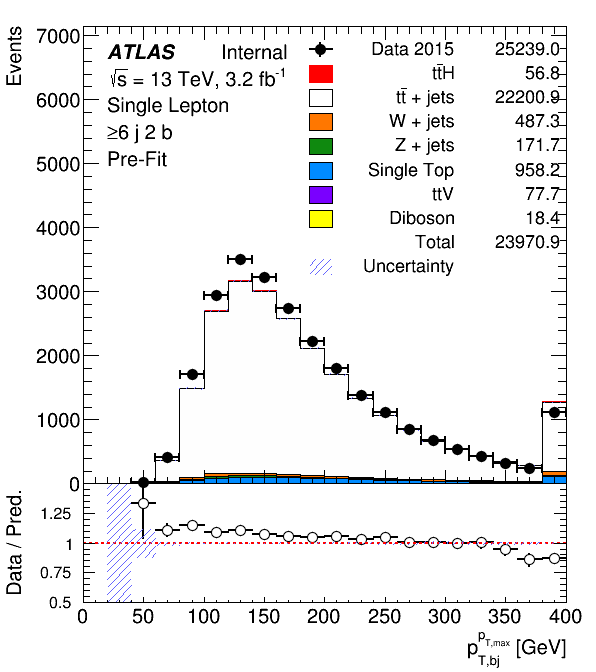 Events
7000
6000
5000
4000
3000
2000
1000
0
ATLAS Internal
√s = 13 TeV, 3.2 fb⁻¹
Single Lepton
≥6 j 2 b
Pre-Fit
Data 2015 25239.0
tt̄H 56.8
tt̄ + jets 22200.9
W + jets 487.3
Z + jets 171.7
Single Top 958.2
ttV 77.7
Diboson 18.4
Total 23970.9
Uncertainty
Data / Pred.
1.25
1
0.75
0.5
0 50 100 150 200 250 300 350 400
p_{T,bj}^{p_{T,max}} [GeV]